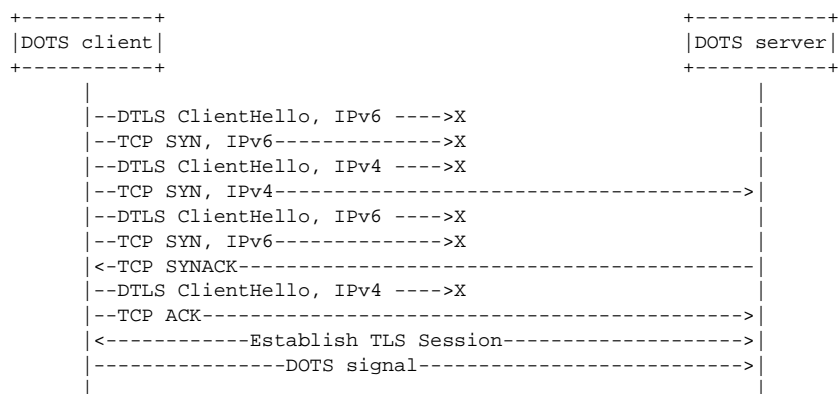 +-----------+                                     +-----------+
|DOTS client|                                     |DOTS server|
+-----------+                                     +-----------+
      |                                                 |
      |--DTLS ClientHello, IPv6 ---->X                  |
      |--TCP SYN, IPv6-------------->X                  |
      |--DTLS ClientHello, IPv4 ---->X                  |
      |--TCP SYN, IPv4--------------------------------->|
      |--DTLS ClientHello, IPv6 ---->X                  |
      |--TCP SYN, IPv6-------------->X                  |
      |<-TCP SYNACK-------------------------------------|
      |--DTLS ClientHello, IPv4 ---->X                  |
      |--TCP ACK--------------------------------------->|
      |<------------Establish TLS Session-------------->|
      |----------------DOTS signal--------------------->|
      |                                                 |